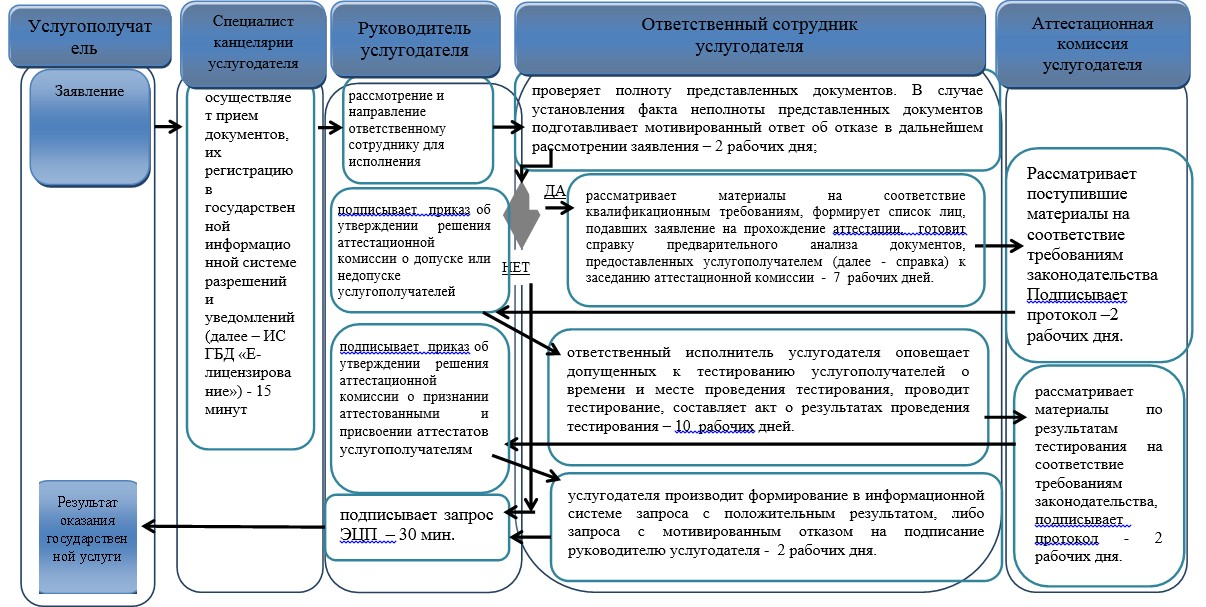 Услугополучат
ель
Специалист
канцелярии
услугодателя
Руководитель
услугодателя
Ответственный сотрудник
услугодателя
Аттестационная
комиссия
услугодателя
Заявление
осуществляе
т прием
документов,
их
регистрацию
в
государствен
ной
информацио
нной системе
разрешений
и
уведомлений
(далее – ИС
ГБД «Е-
лицензирова
ние») - 15
минут
рассмотрение и
направление
ответственному
сотруднику для
исполнения
проверяет полноту представленных документов. В случае
установления факта неполноты представленных документов
подготавливает мотивированный ответ об отказе в дальнейшем
рассмотрении заявления – 2 рабочих дня;
ДА
НЕТ
рассматривает материалы на соответствие
квалификационным требованиям, формирует список лиц,
подавших заявление на прохождение аттестации, готовит
справку предварительного анализа документов,
предоставленных услугополучателем (далее - справка) к
заседанию аттестационной комиссии - 7 рабочих дней.
Рассматривает
поступившие
материалы на
соответствие
требованиям
законодательства
Подписывает
протокол –2
рабочих дня.
подписывает приказ об
утверждении решения
аттестационной
комиссии о допуске или
недопуске
услугополучателей
ответственный исполнитель услугодателя оповещает
допущенных к тестированию услугополучателей о
времени и месте проведения тестирования, проводит
тестирование, составляет акт о результатах проведения
тестирования – 10 рабочих дней.
рассматривает
материалы по
результатам
тестирования на
соответствие
требованиям
законодательства,
подписывает
протокол - 2
рабочих дня.
подписывает приказ об
утверждении решения
аттестационной
комиссии о признании
аттестованными и
присвоении аттестатов
услугополучателям
услугодателя производит формирование в информационной
системе запроса с положительным результатом, либо
запроса с мотивированным отказом на подписание
руководителю услугодателя - 2 рабочих дня.
подписывает запрос
ЭЦП – 30 мин.
Результат
оказания
государствен
ной услуги